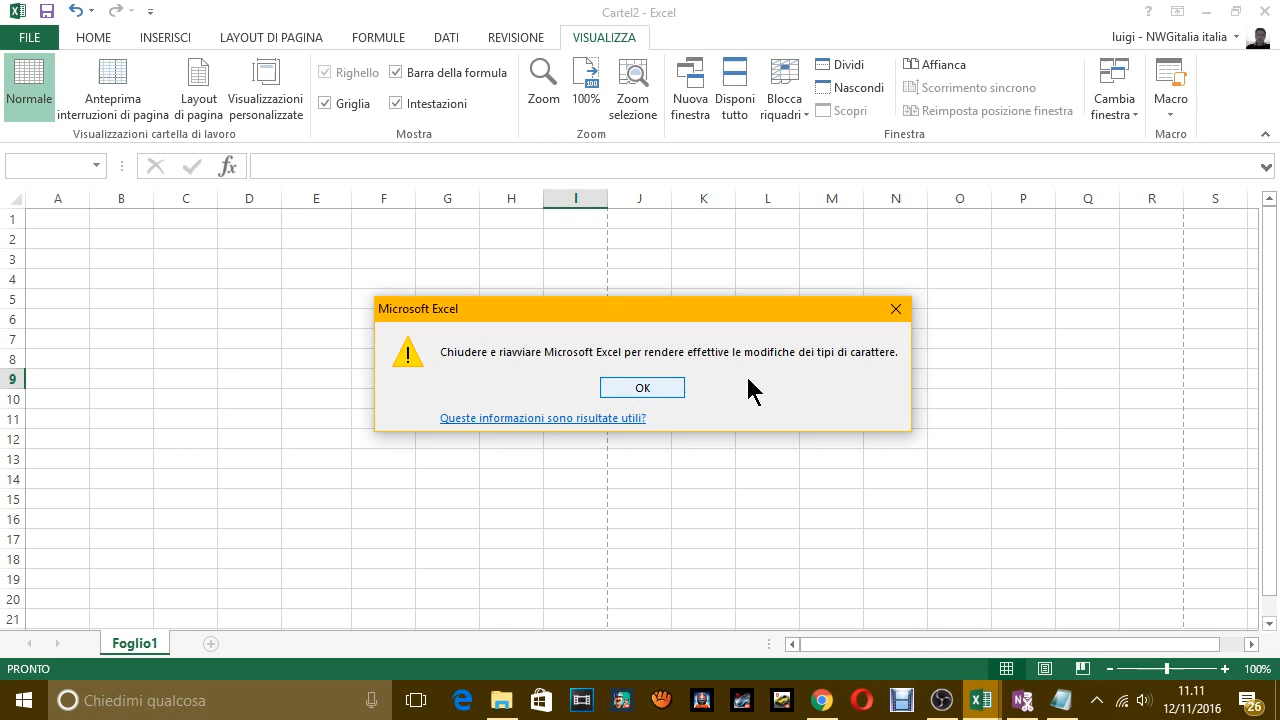 Cartel2 - Excel
FILE
HOME
INSERISCI
LAYOUT DI PAGINA
FORMULE
DATI
REVISIONE
VISUALIZZA
luigi - NWGitalia italia
Normale
Anteprima
interruzioni di pagina
Layout
di pagina
Visualizzazioni
personalizzate
Visualizzazioni cartella di lavoro
Righello
Barra della formula
Griglia
Intestazioni
Mostra
Zoom
100%
Zoom
selezione
Zoom
Nuova
finestra
Disponi
tutto
Blocca
riquadri
Dividi
Nascondi
Scopri
Affianca
Scorrimento sincrono
Reimposta posizione finestra
Cambia
finestra
Finestra
Macro
Macro
fx
A B C D E F G H I J K L M N O P Q R S
1
2
3
4
5
6
7
8
9
10
11
12
13
14
15
16
17
18
19
20
21
Microsoft Excel
Chiudere e riavviare Microsoft Excel per rendere effettive le modifiche dei tipi di carattere.
OK
Queste informazioni sono risultate utili?
Foglio1
PRONTO
100%
Chiedimi qualcosa
11.11
12/11/2016
26